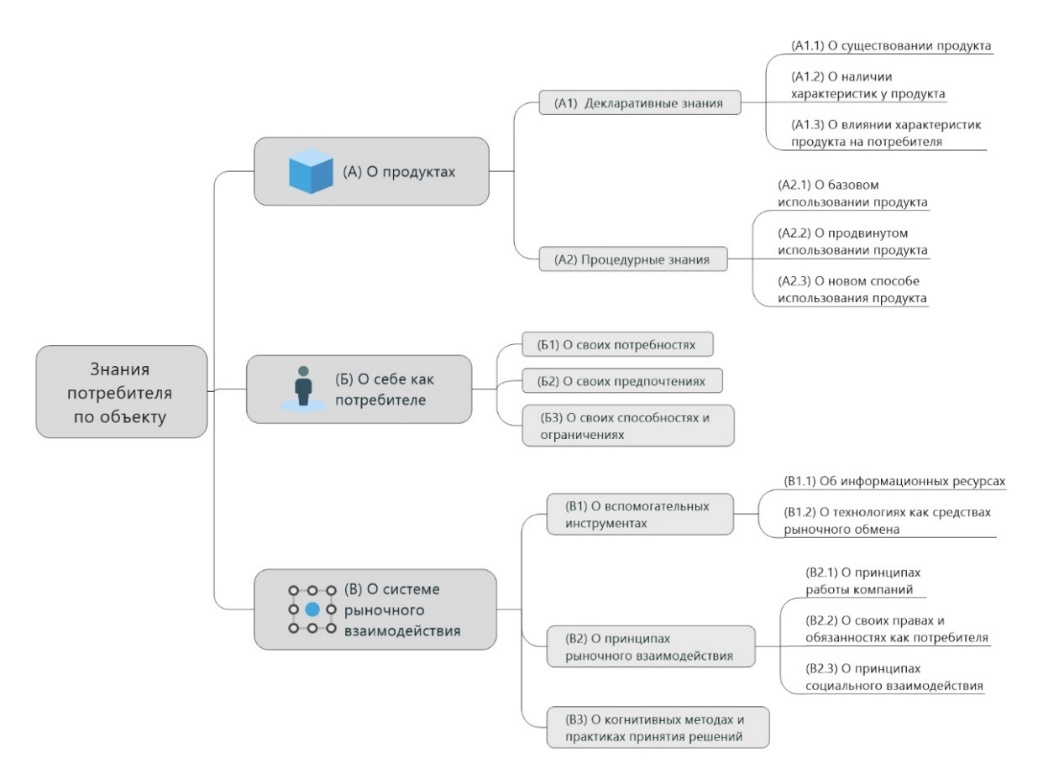 Знания
потребителя
по объекту
(А) О продуктах
(А1) Декларативные знания
(А1.1) О существовании продукта
(А1.2) О наличии
характеристик у продукта
(А1.3) О влиянии характеристик
продукта на потребителя
(А2) Процедурные знания
(А2.1) О базовом
использовании продукта
(А2.2) О продвинутом
использовании продукта
(А2.3) О новом способе
использования продукта
(Б) О себе как
потребителе
(Б1) О своих потребностях
(Б2) О своих предпочтениях
(Б3) О своих способностях и
ограничениях
(В) О системе
рыночного
взаимодействия
(В1) О вспомогательных
инструментах
(В1.1) Об информационных ресурсах
(В1.2) О технологиях как средствах
рыночного обмена
(В2) О принципах
рыночного взаимодействия
(В2.1) О принципах
работы компаний
(В2.2) О своих правах и
обязанностях как потребителя
(В2.3) О принципах
социального взаимодействия
(В3) О когнитивных методах и
практиках принятия решений